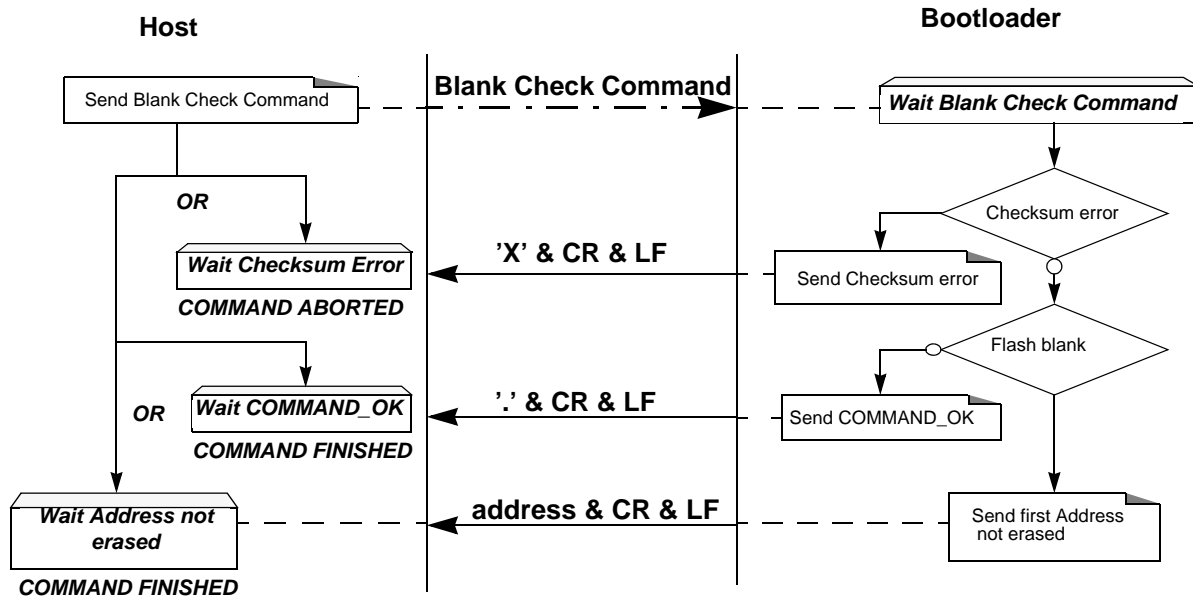 Host
Bootloader
Send Blank Check Command
Blank Check Command
Wait Blank Check Command
OR
Checksum error
Wait Checksum Error
'X' & CR & LF
Send Checksum error
COMMAND ABORTED
Flash blank
OR
Wait COMMAND_OK
'.' & CR & LF
Send COMMAND_OK
COMMAND FINISHED
Wait Address not
erased
address & CR & LF
Send first Address
not erased
COMMAND FINISHED